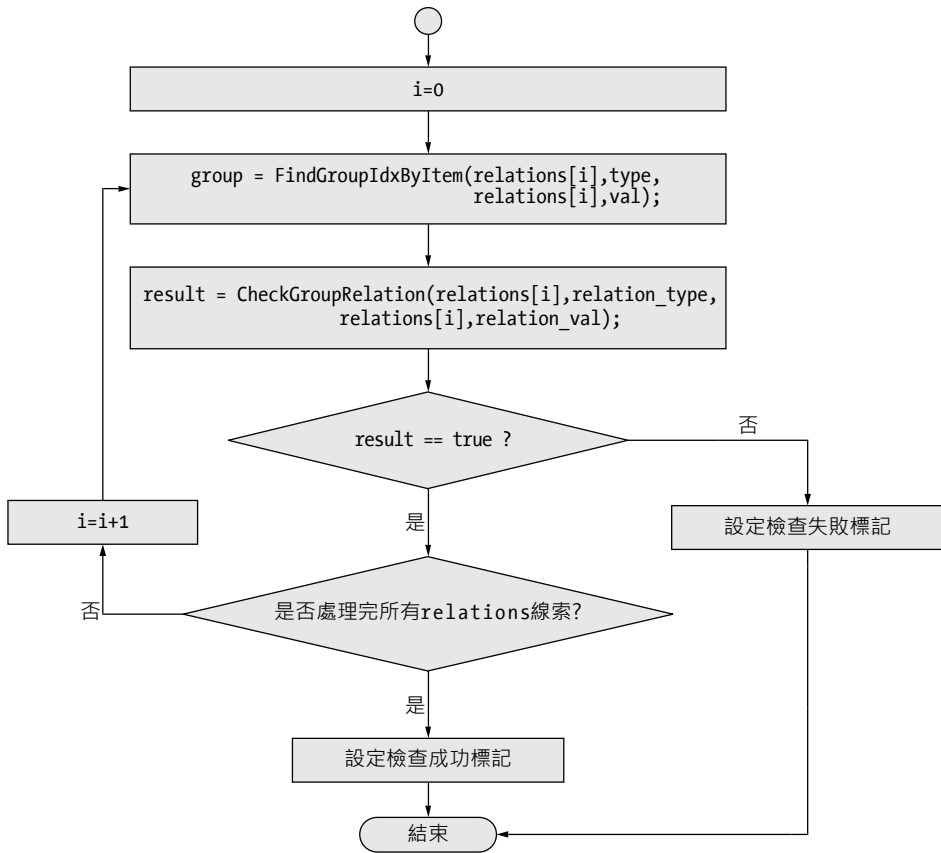 i=0
group = FindGroupIdxByItem(relations[i],type,
relations[i],val);
result = CheckGroupRelation(relations[i],relation_type,
relations[i],relation_val);
result == true ?
否
是
i=i+1
設定檢查失敗標記
是否處理完所有relations線索?
否
是
設定檢查成功標記
結束